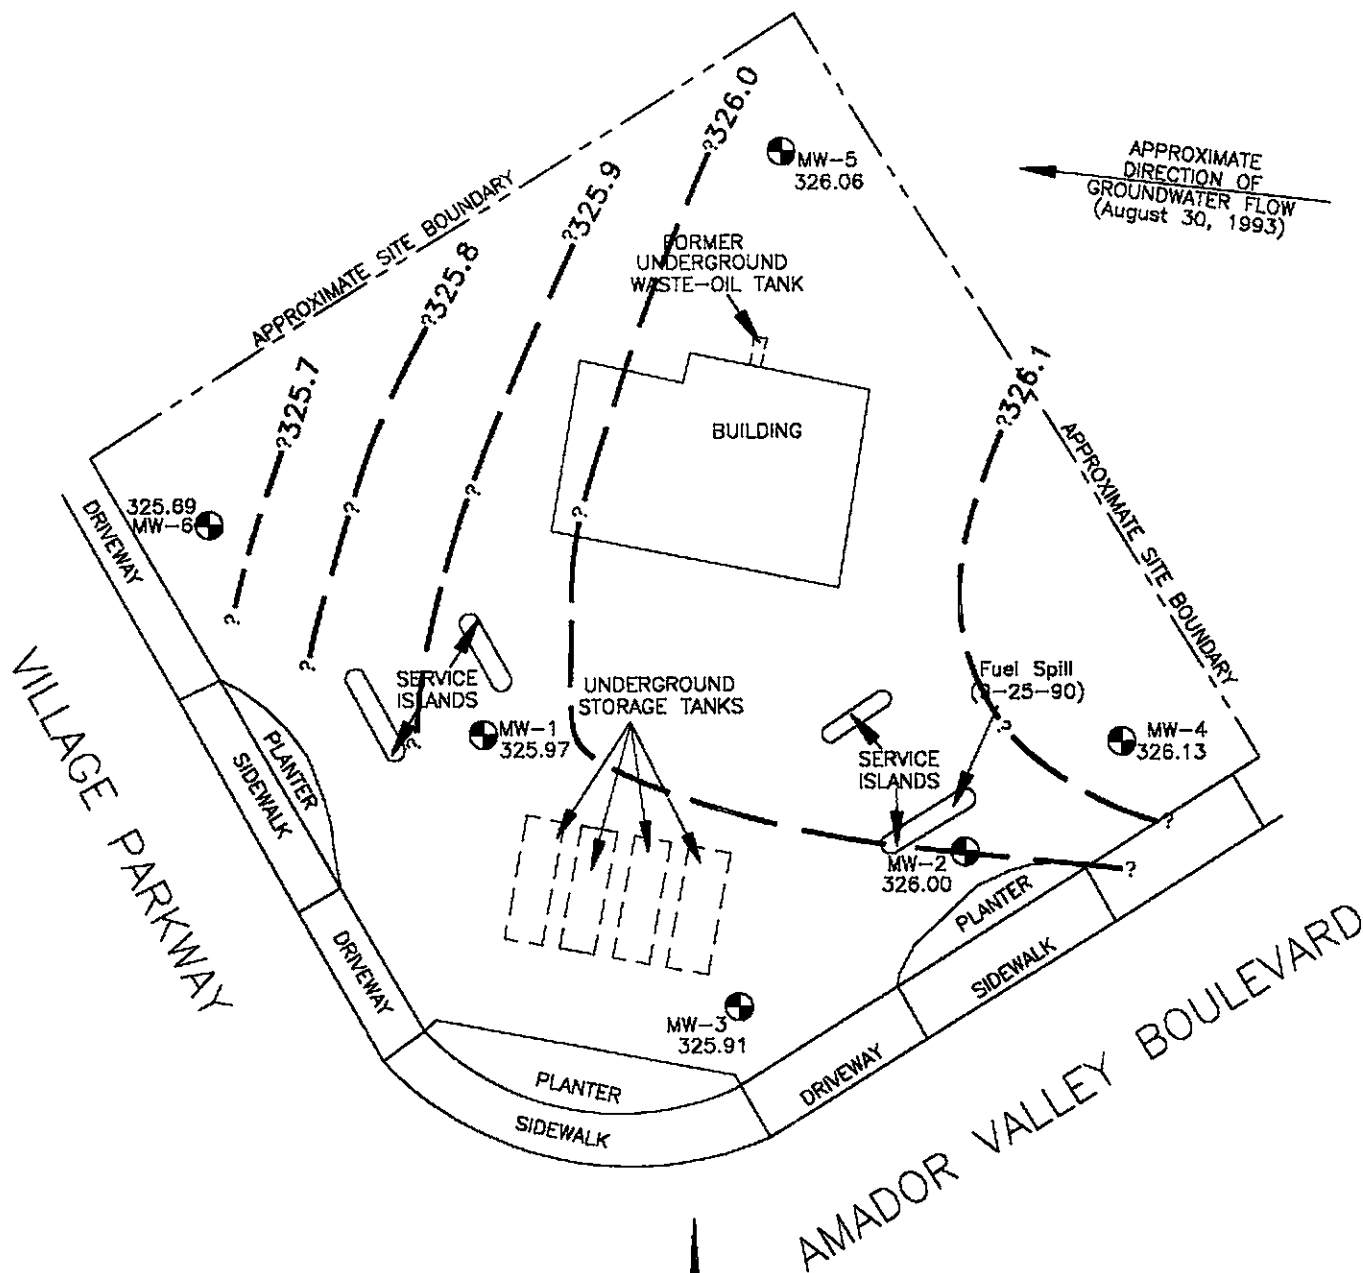 ?326.0
MW-5
326.06
APPROXIMATE
DIRECTION OF
GROUNDWATER FLOW
(August 30, 1993)
?325.9
APPROXIMATE SITE BOUNDARY
?325.8
FORMER
UNDERGROUND
WASTE-OIL TANK
?325.7
?326.1
BUILDING
APPROXIMATE SITE BOUNDARY
325.69
MW-6
DRIVEWAY
?
?
?
?
?
VILLAGE PARKWAY
SERVICE
ISLANDS
UNDERGROUND
STORAGE TANKS
Fuel Spill
?
?
MW-1
325.97
MW-4
326.13
PLANTER
SIDEWALK
SERVICE
ISLANDS
?
?
MW-2
326.00
PLANTER
SIDEWALK
DRIVEWAY
MW-3
325.91
PLANTER
SIDEWALK
DRIVEWAY
AMADOR VALLEY BOULEVARD